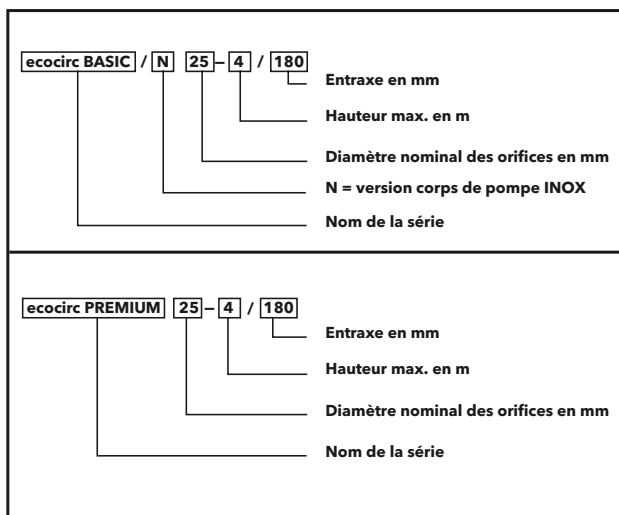 ecocirc BASIC / N 25 – 4 / 180
Entraxe en mm
Hauteur max. en m
Diamètre nominal des orifices en mm
N = version corps de pompe INOX
Nom de la série
ecocirc PREMIUM 25 – 4 / 180
Entraxe en mm
Hauteur max. en m
Diamètre nominal des orifices en mm
Nom de la série